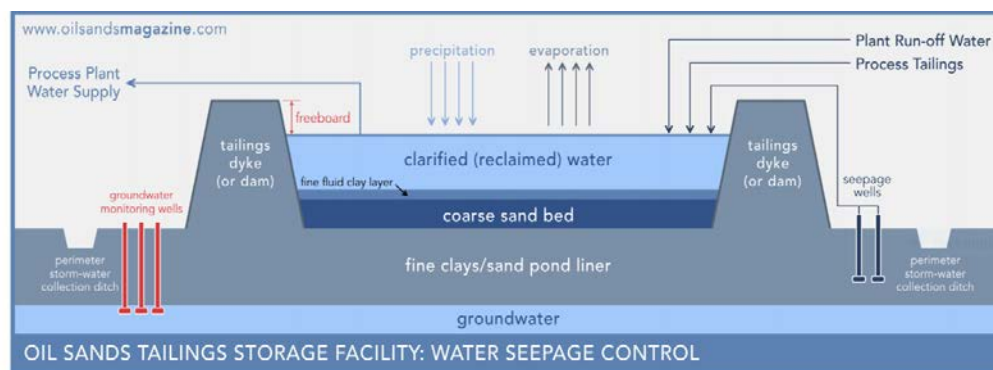 www.oilsandsmagazine.com
precipitation
evaporation
Plant Run-off Water
Process Tailings
Process Plant
Water Supply
freeboard
tailings
dyke
(or dam)
clarified (reclaimed) water
tailings
dyke
(or dam)
fine fluid clay layer
seepage
wells
groundwater
monitoring wells
coarse sand bed
perimeter
storm-water
collection ditch
fine clays/sand pond liner
perimeter
storm-water
collection ditch
groundwater
OIL SANDS TAILINGS STORAGE FACILITY: WATER SEEPAGE CONTROL